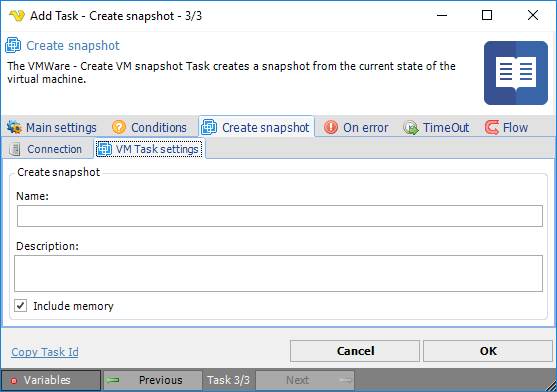 Add Task - Create snapshot - 3/3
Create snapshot
The VMWare - Create VM snapshot Task creates a snapshot from the current state of the
virtual machine.
Main settings Conditions Create snapshot On error TimeOut Flow
Connection VM Task settings
Create snapshot
Name:
Description:
Include memory
Copy Task Id Cancel OK
Variables Previous Task 3/3 Next